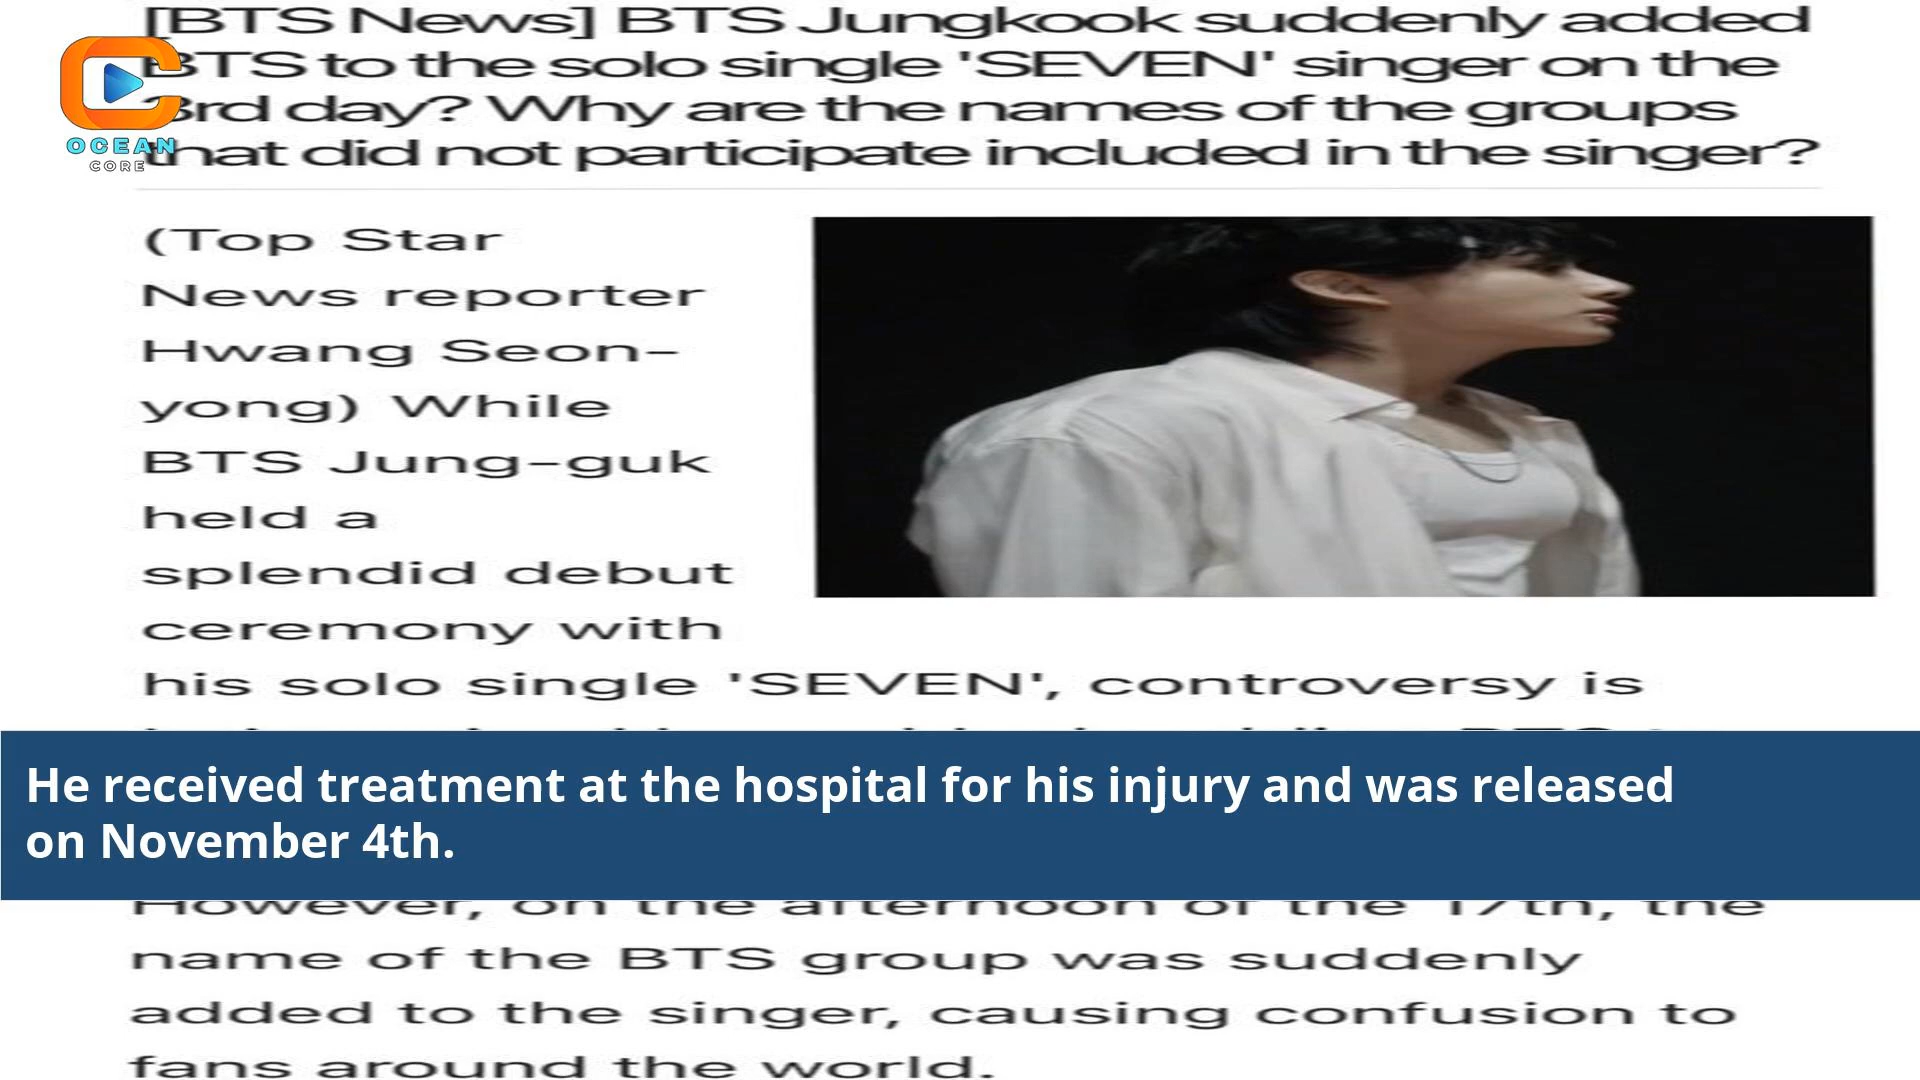 [BTS News] BTS Jungkook suddenly added
BTS to the solo single 'SEVEN' singer on the
3rd day? Why are the names of the groups
that did not participate included in the singer?
OCEAN
CORE
(Top Star
News reporter
Hwang Seon-
yong) While
BTS Jung-guk
held a
splendid debut
ceremony with
his solo single 'SEVEN', controversy is
He received treatment at the hospital for his injury and was released
on November 4th.
However, on the afternoon of the 17th, the
name of the BTS group was suddenly
added to the singer, causing confusion to
fans around the world.